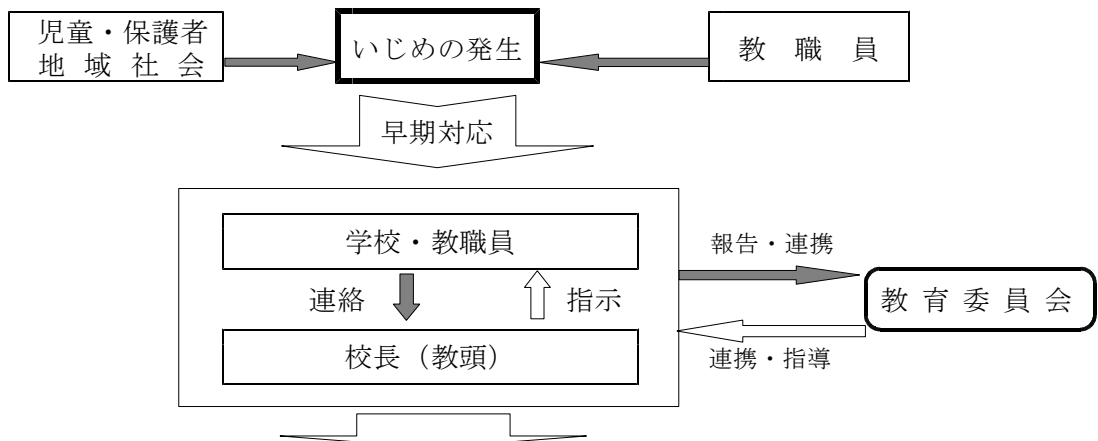 児童・保護者
地域社会
いじめの発生
教職員
早期対応
学校・教職員
報告・連携
連絡
指示
教育委員会
校長（教頭）
連携・指導